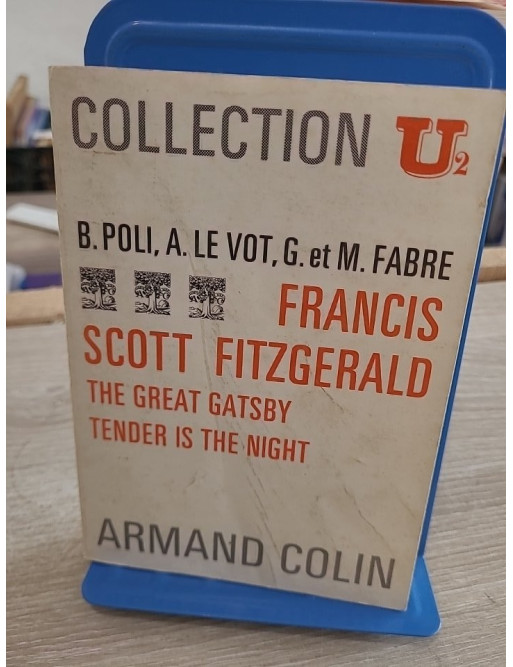 COLLECTION U2
B. POLI, A. LE VOT, G. et M. FABRE
FRANCIS
SCOTT FITZGERALD
THE GREAT GATSBY
TENDER IS THE NIGHT
ARMAND COLIN